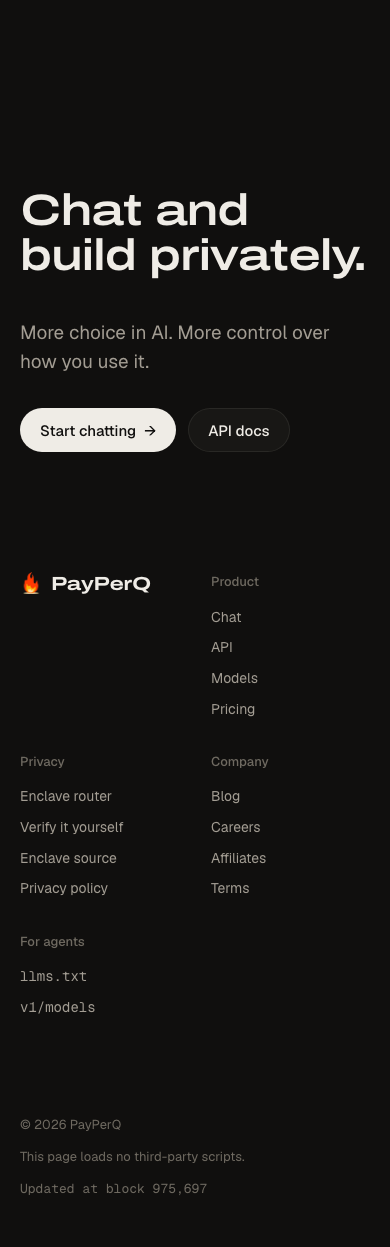 Chat and
build privately.
More choice in AI. More control over
how you use it.
Start chatting →
API docs
PayPerQ
Product
Chat
API
Models
Pricing
Privacy
Enclave router
Verify it yourself
Enclave source
Privacy policy
Company
Blog
Careers
Affiliates
Terms
For agents
llms.txt
v1/models
© 2026 PayPerQ
This page loads no third-party scripts.
Updated at block 975,697